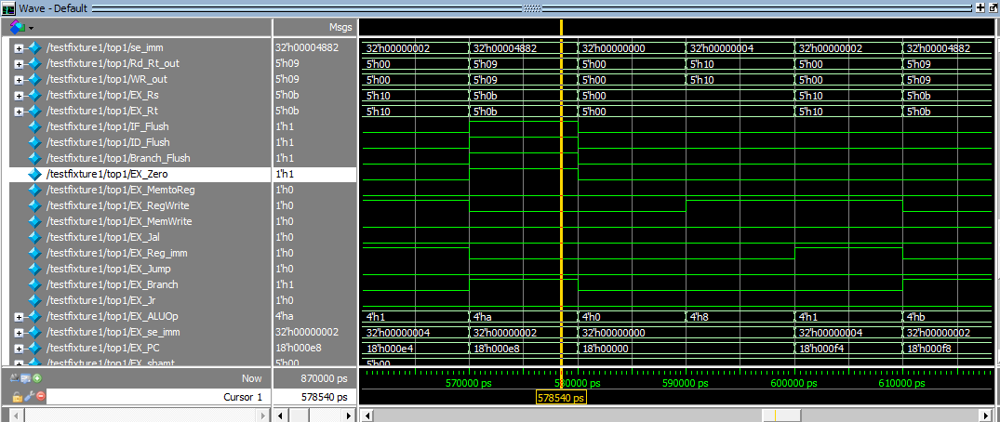 Wave - Default
Msgs
/testfixture1/top1/se_imm 32'h00004882 32'h00000002 32'h00004882 32'h00000000 32'h00000004 32'h00000002 32'h00004882
/testfixture1/top1/Rd_Rt_out 5'h09 5'h00 5'h09 5'h00 5'h10 5'h00 5'h09
/testfixture1/top1/WR_out 5'h09 5'h00 5'h09 5'h00 5'h10 5'h00 5'h09
/testfixture1/top1/EX_Rs 5'h0b 5'h10 5'h0b 5'h00 5'h10 5'h0b
/testfixture1/top1/EX_Rt 5'h0b 5'h10 5'h0b 5'h00 5'h10 5'h0b
/testfixture1/top1/IF_Flush 1'h1
/testfixture1/top1/ID_Flush 1'h1
/testfixture1/top1/Branch_Flush 1'h1
/testfixture1/top1/EX_Zero 1'h1
/testfixture1/top1/EX_MemtoReg 1'h0
/testfixture1/top1/EX_RegWrite 1'h0
/testfixture1/top1/EX_MemWrite 1'h0
/testfixture1/top1/EX_Jal 1'h0
/testfixture1/top1/EX_Reg_imm 1'h0
/testfixture1/top1/EX_Jump 1'h0
/testfixture1/top1/EX_Branch 1'h1
/testfixture1/top1/EX_Jr 1'h0
/testfixture1/top1/EX_ALUOp 4'ha 4'h1 4'ha 4'h0 4'h8 4'h1 4'hb
/testfixture1/top1/EX_se_imm 32'h00000002 32'h00000004 32'h00000002 32'h00000000 32'h00000004 32'h00000002
/testfixture1/top1/EX_PC 18'h000e8 18'h000e4 18'h000e8 18'h00000 18'h000f4 18'h000f8
/testfixture1/top1/EX_shamt 5'h00 5'h00
Now 870000 ps 570000 ps 580000 ps 590000 ps 600000 ps 610000 ps
Cursor 1 578540 ps 578540 ps